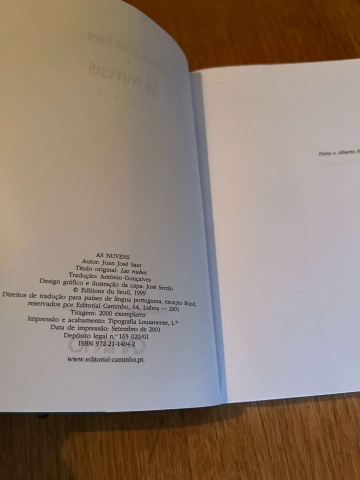 AS NUVENS
Autor: Juan José Saer
Título original: Las nubes
Tradução: António Gonçalves
Design gráfico e ilustração da capa: José Serrão
© Editions du Seuil, 1999
Direitos de tradução para países de língua portuguesa, excepto Brasil,
reservados por Editorial Caminho, SA, Lisboa — 2001
Tiragem: 2000 exemplares
Impressão e acabamento: Tipografia Lousanense, L.ª
Data de impressão: Setembro de 2001
Depósito legal n.º 165 020/01
ISBN 972-21-1404-2
www.editorial-caminho.pt